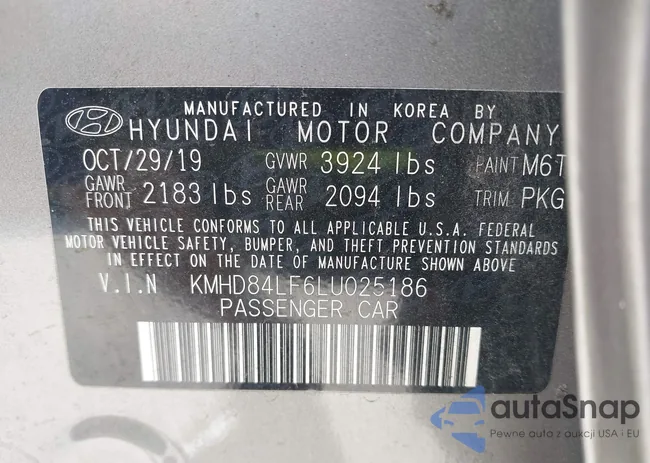 MANUFACTURED IN KOREA BY
HYUNDAI MOTOR COMPANY
OCT/29/19 GVWR 3924 lbs PAINT M6T
GAWR FRONT 2183 lbs GAWR REAR 2094 lbs TRIM PKG
THIS VEHICLE CONFORMS TO ALL APPLICABLE U.S.A. FEDERAL
MOTOR VEHICLE SAFETY, BUMPER, AND THEFT PREVENTION STANDARDS
IN EFFECT ON THE DATE OF MANUFACTURE SHOWN ABOVE
V.I.N KMHD84LF6LU025186
PASSENGER CAR
autaSnap
Pewne auta z aukcji USA i EU